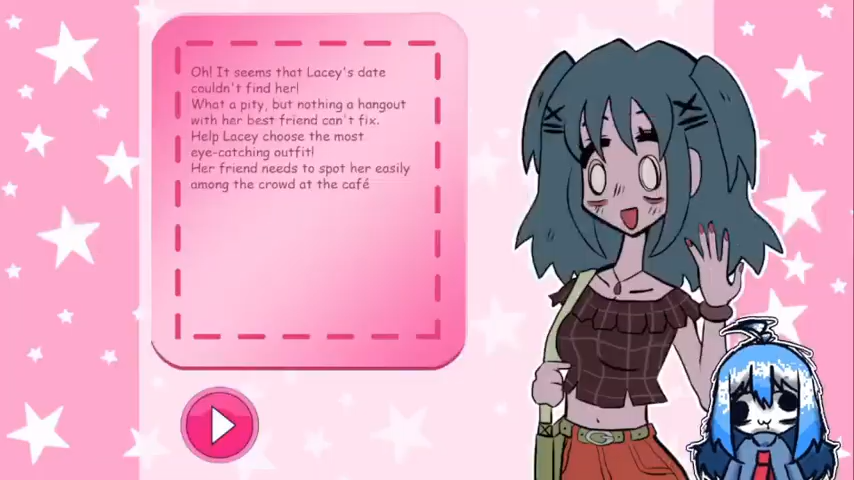 Oh! It seems that Lacey's date
couldn't find her!
What a pity, but nothing a hangout
with her best friend can't fix.
Help Lacey choose the most
eye-catching outfit!
Her friend needs to spot her easily
among the crowd at the café